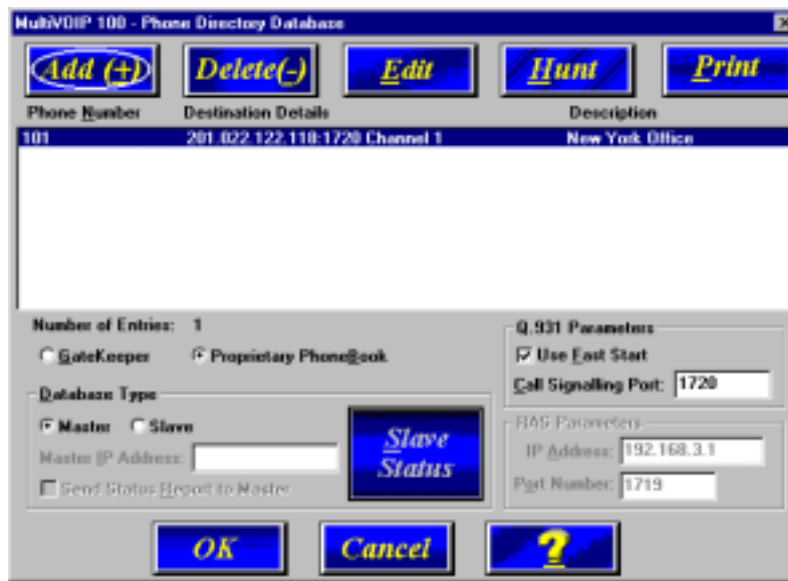 MultiVOIP 100 - Phone Directory Database
Add (+) Delete(-) Edit Hunt Print
Phone Number Destination Details Description
101 201.022.122.118:1720 Channel 1 New York Office
Number of Entries: 1
GateKeeper Proprietary PhoneBook
Database Type
Master Slave
Master IP Address:
Send Status Report to Master
Slave
Status
Q.931 Parameters
Use Fast Start
Call Signalling Port: 1720
RAS Parameters
IP Address: 192.168.3.1
Port Number: 1719
OK Cancel ?